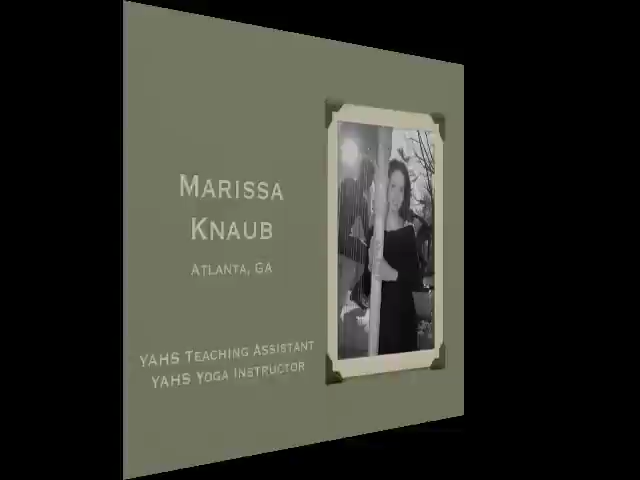 Marissa
Knaub
Atlanta, GA
YAHS Teaching Assistant
YAHS Yoga Instructor